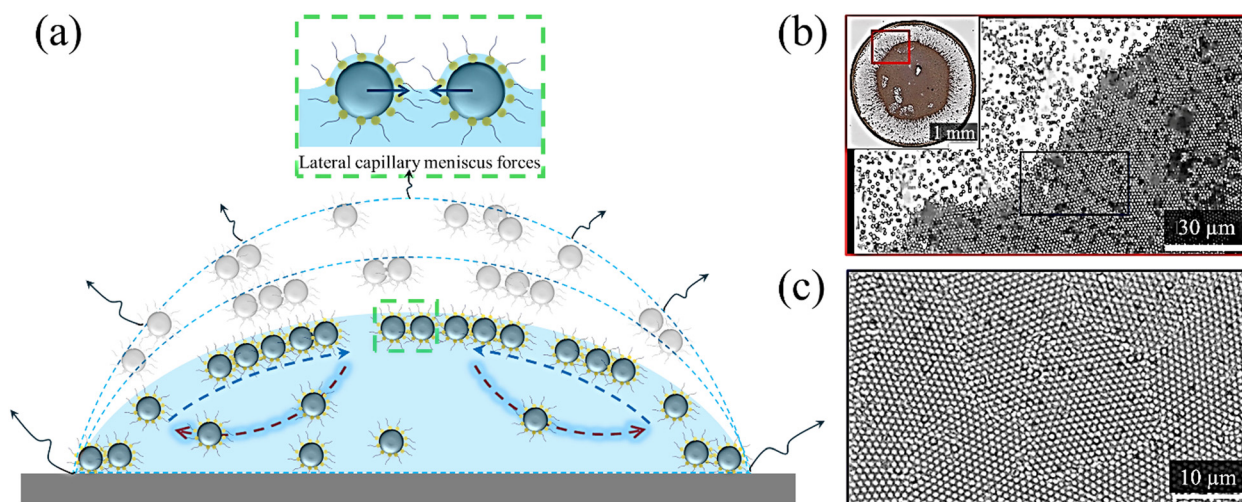 (a)
Lateral capillary meniscus forces
(b)
1 mm
30 μm
(c)
10 μm